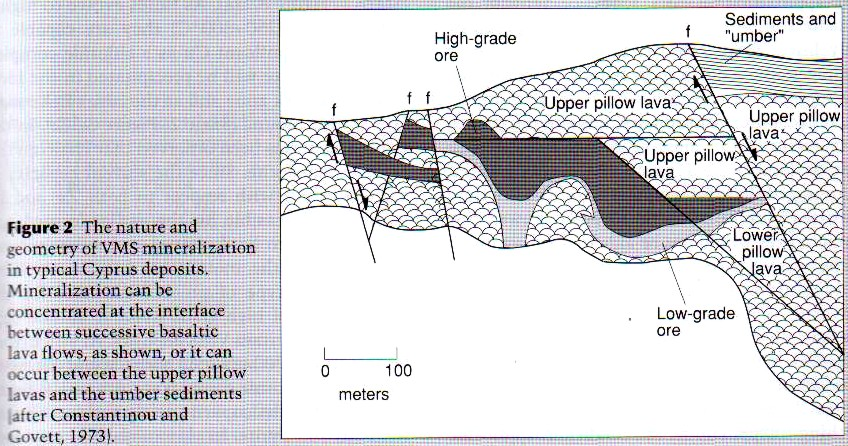 Figure 2 The nature and
geometry of VMS mineralization
in typical Cyprus deposits.
Mineralization can be
concentrated at the interface
between successive basaltic
lava flows, as shown, or it can
occur between the upper pillow
lavas and the umber sediments
(after Constantinou and
Govett, 1973).
Sediments and
"umber"
f
High-grade
ore
f f
f
Upper pillow lava
Upper pillow
lava
Upper pillow
lava
Lower
pillow
lava
Low-grade
ore
0 100
meters